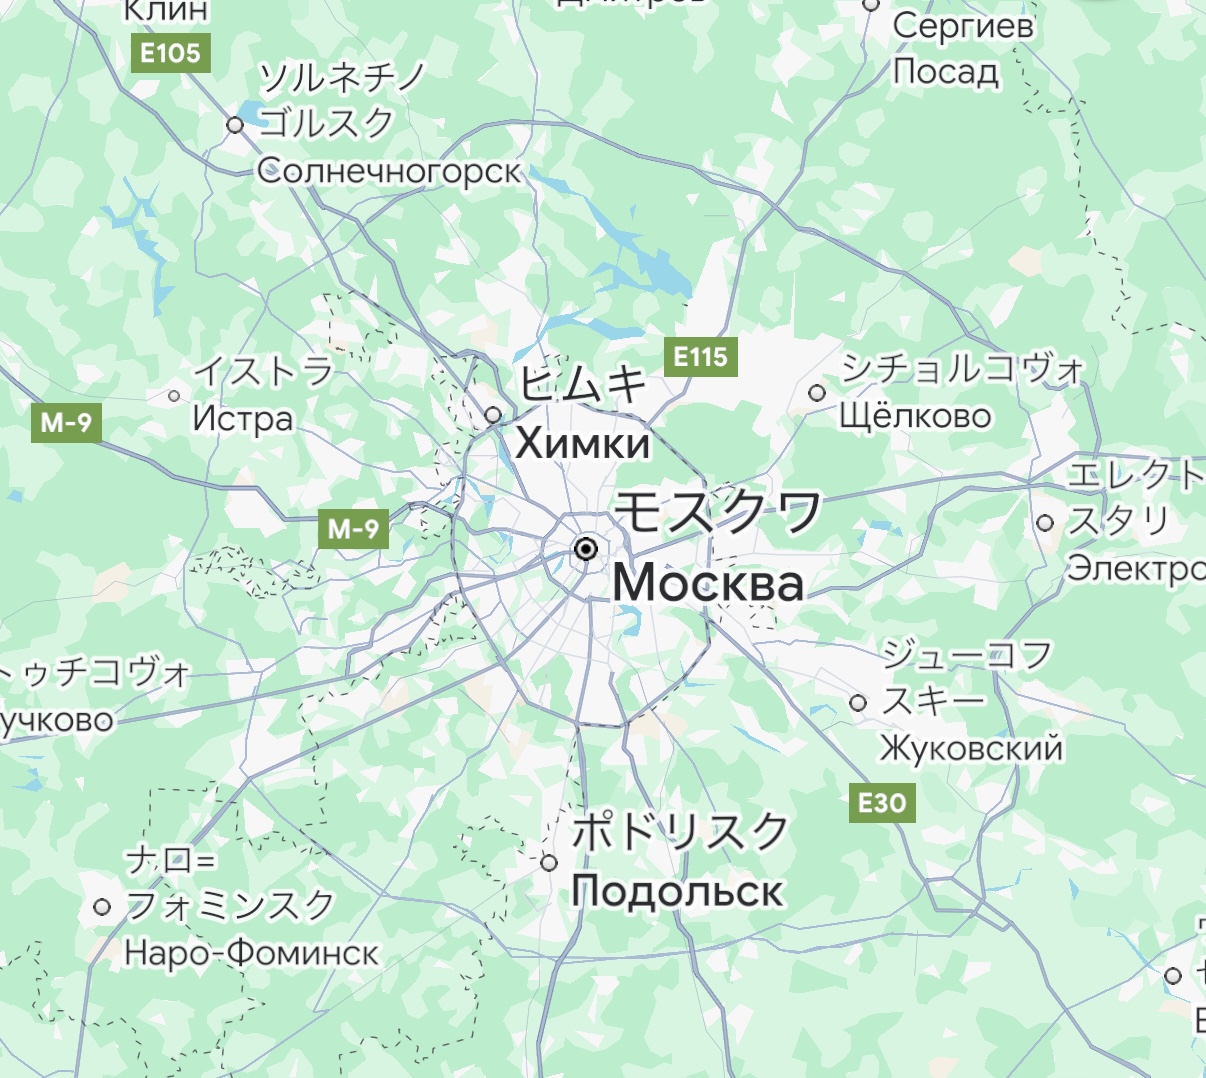 Клин
E105
ソルネチノ
ゴルスク
Солнечногорск
Сергиев
Посад
E115
イストラ
Истра
M-9
ヒムキ
Химки
シチョルコヴォ
Щёлково
M-9
モスクワ
Москва
エレクト
スタリ
Электро
トゥチコヴォ
учково
ジューコフ
スキー
Жуковский
E30
ポドリスク
Подольск
ナロ=
フォミンスク
Наро-Фоминск